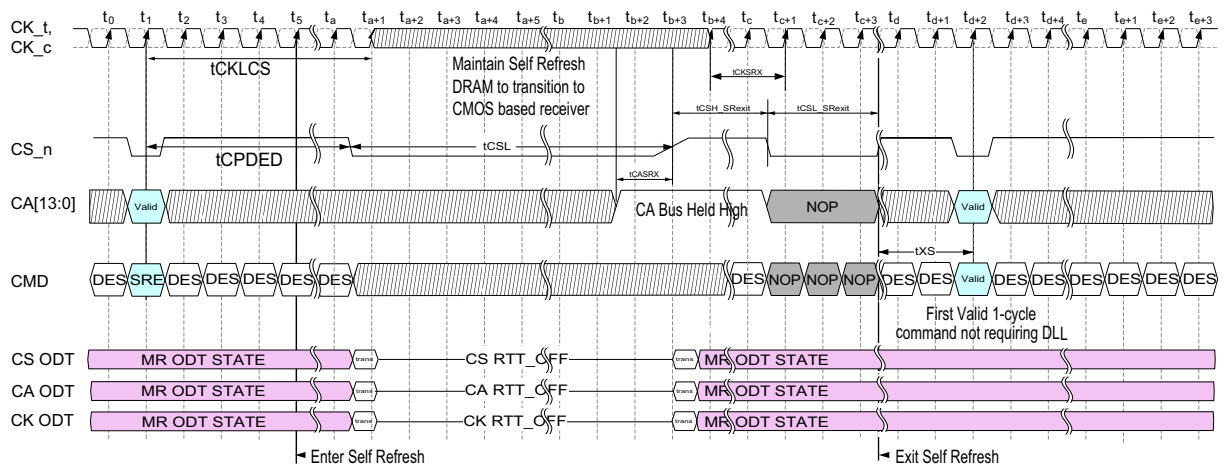 t0 t1 t2 t3 t4 t5 ta ta+1 ta+2 ta+3 ta+4 ta+5 tb tb+1 tb+2 tb+3 tb+4 tc tc+1 tc+2 tc+3 td td+1 td+2 td+3 td+4 te te+1 te+2 te+3
CK_t,
CK_c
tCKLCS
Maintain Self Refresh
DRAM to transition to
CMOS based receiver
tCKSRX
tCSH_SRexit tCSL_SRexit
CS_n
tCPDED tCSL
tCASRX
CA[13:0] Valid CA Bus Held High NOP Valid
tXS
CMD DES SRE DES DES DES DES DES DES NOP NOP NOP DES DES Valid DES DES DES DES DES DES
First Valid 1-cycle
command not requiring DLL
CS ODT MR ODT STATE trans CS RTT_OFF trans MR ODT STATE
CA ODT MR ODT STATE trans CA RTT_OFF trans MR ODT STATE
CK ODT MR ODT STATE trans CK RTT_OFF trans MR ODT STATE
Enter Self Refresh Exit Self Refresh